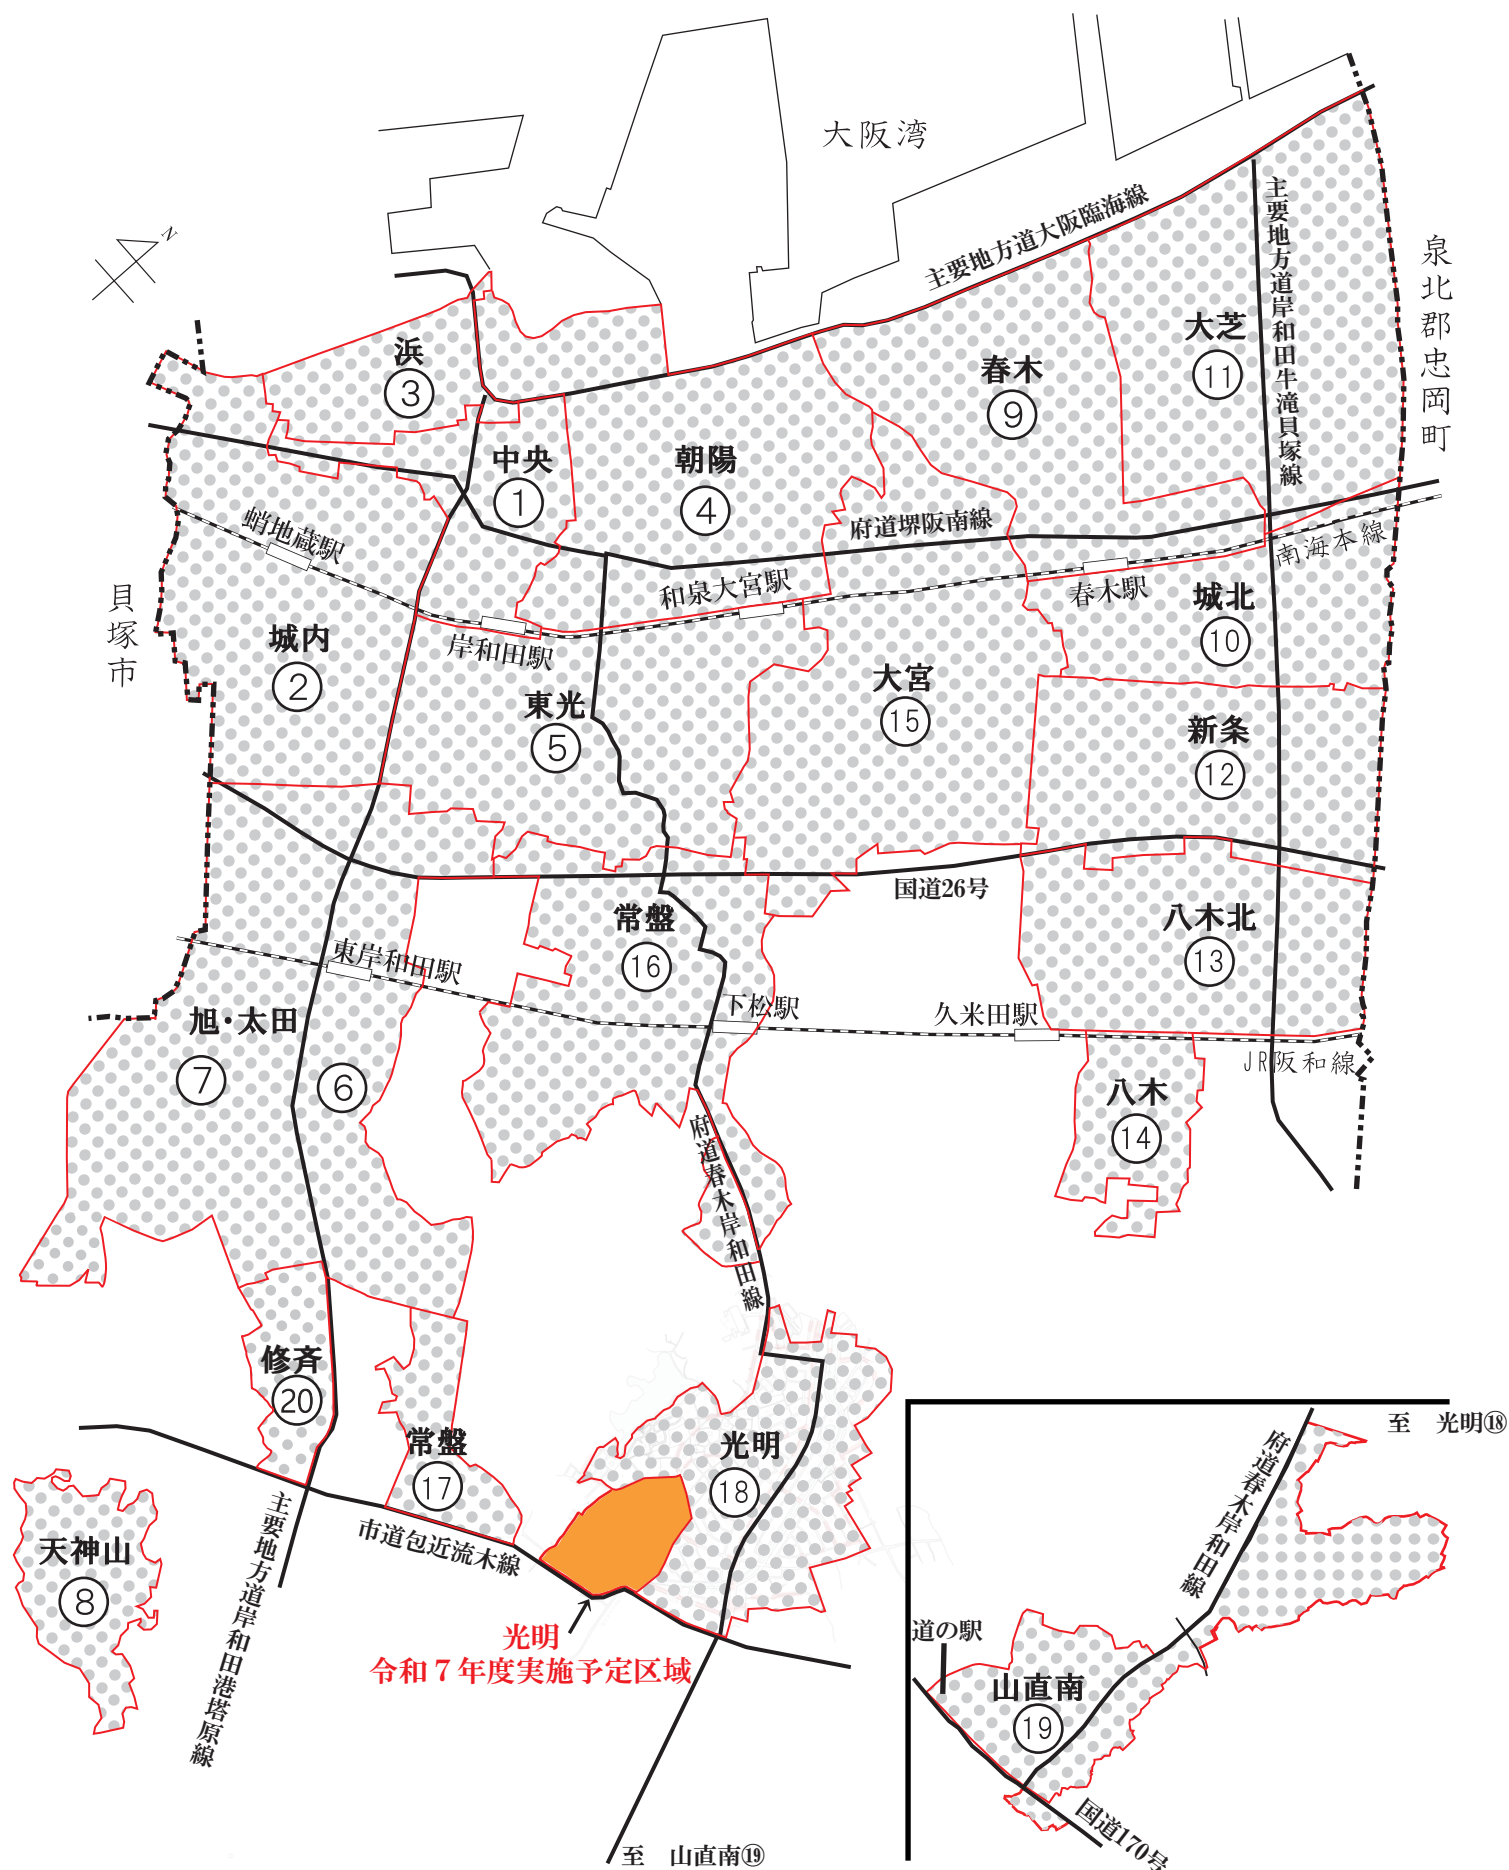 大阪湾
N
主要地方道大阪臨海線
主要地方道岸和田牛滝貝塚線
泉北郡忠岡町
浜
3
大芝
11
春木
9
中央
1
朝陽
4
府道堺阪南線
蛸地蔵駅
南海本線
和泉大宮駅
春木駅
貝塚市
城内
2
岸和田駅
城北
10
大宮
15
東光
5
新条
12
国道26号
常盤
16
八木北
13
東岸和田駅
下松駅
久米田駅
旭・太田
7
6
JR阪和線
八木
14
府道春木岸和田線
修斉
20
常盤
17
光明
18
至　光明⑱
府道春木岸和田線
天神山
8
主要地方道岸和田港塔原線
市道包近流木線
光明
令和７年度実施予定区域
道の駅
山直南
19
国道170号
至　山直南⑲